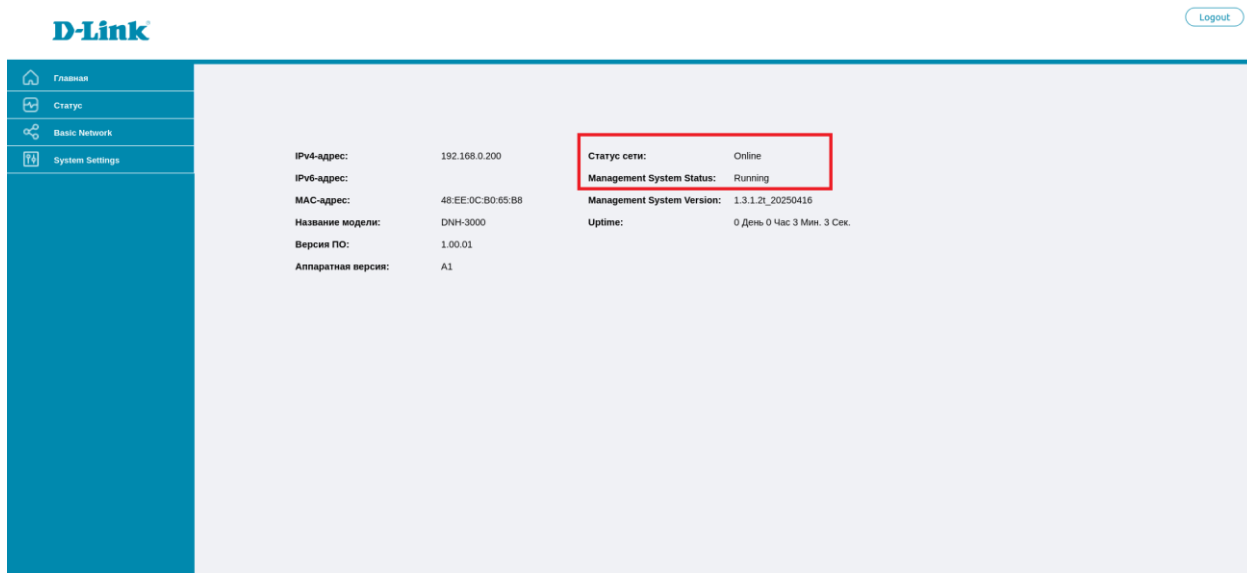 Logout
D-Link
Главная
Статус
Basic Network
System Settings
IPv4-адрес: 192.168.0.200
IPv6-адрес:
MAC-адрес: 48:EE:0C:B0:65:B8
Название модели: DNH-3000
Версия ПО: 1.00.01
Аппаратная версия: A1
Статус сети: Online
Management System Status: Running
Management System Version: 1.3.1.2t_20250416
Uptime: 0 День 0 Час 3 Мин. 3 Сек.